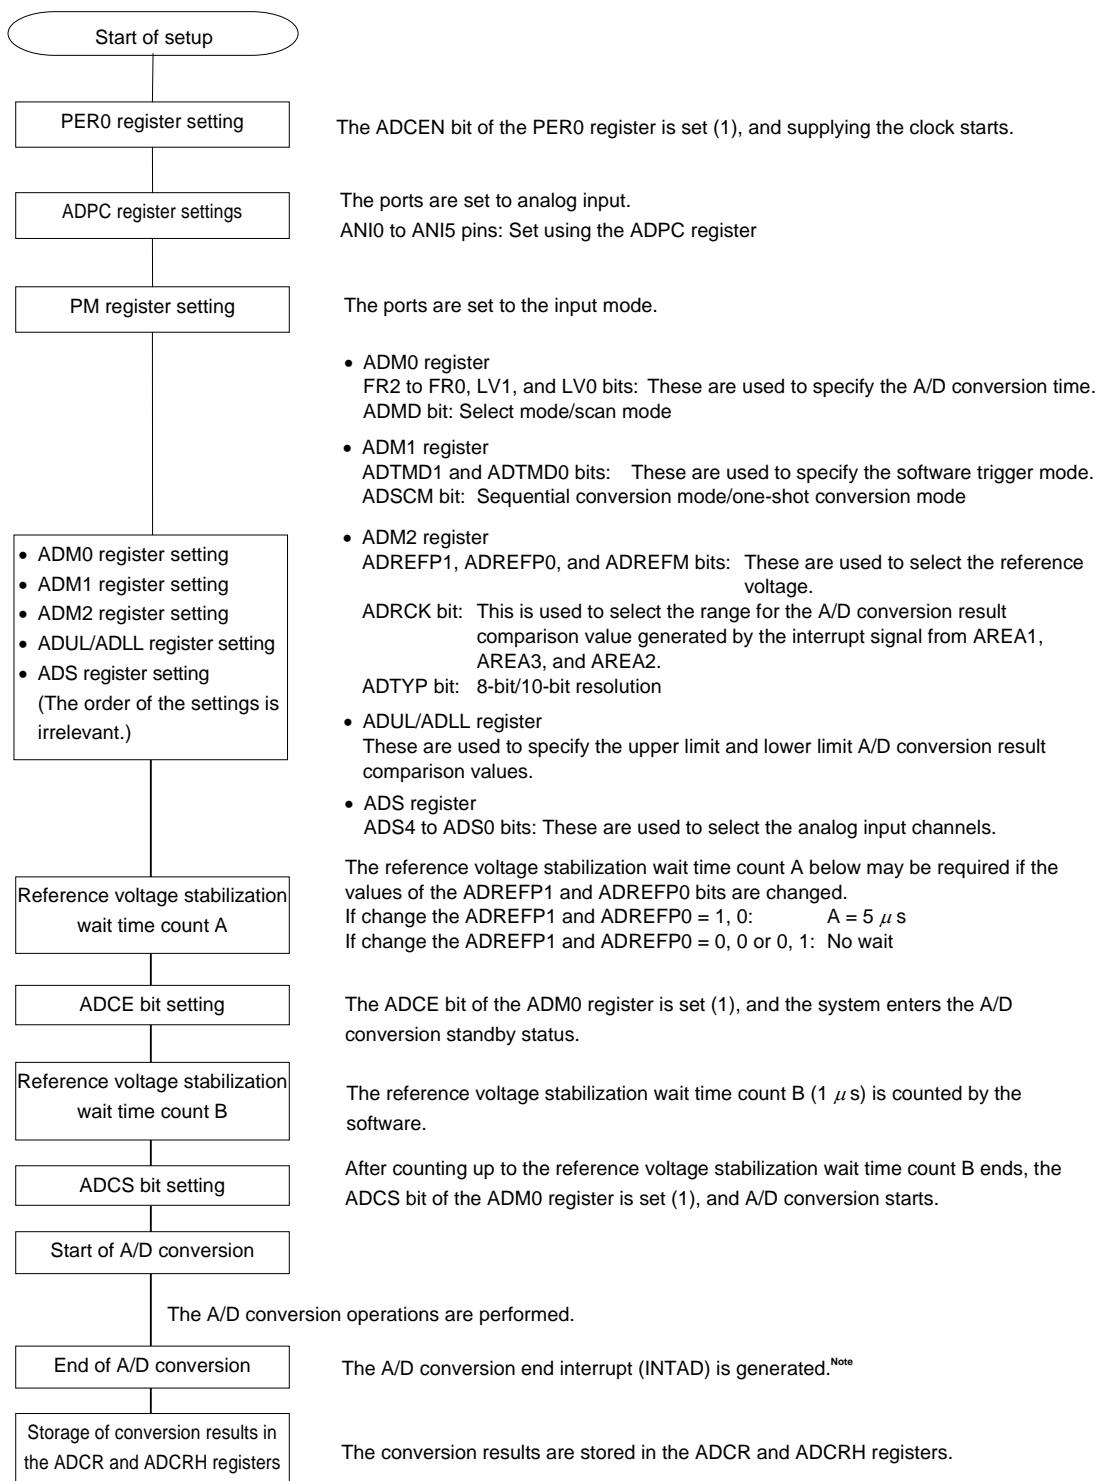 Start of setup
PER0 register setting
The ADCEN bit of the PER0 register is set (1), and supplying the clock starts.
ADPC register settings
The ports are set to analog input.
ANI0 to ANI5 pins: Set using the ADPC register
PM register setting
The ports are set to the input mode.
• ADM0 register
FR2 to FR0, LV1, and LV0 bits: These are used to specify the A/D conversion time.
ADMD bit: Select mode/scan mode
• ADM1 register
ADTMD1 and ADTMD0 bits: These are used to specify the software trigger mode.
ADSCM bit: Sequential conversion mode/one-shot conversion mode
• ADM0 register setting
• ADM1 register setting
• ADM2 register setting
• ADUL/ADLL register setting
• ADS register setting
(The order of the settings is
irrelevant.)
• ADM2 register
ADREFP1, ADREFP0, and ADREFM bits: These are used to select the reference
voltage.
ADRCK bit: This is used to select the range for the A/D conversion result
comparison value generated by the interrupt signal from AREA1,
AREA3, and AREA2.
ADTYP bit: 8-bit/10-bit resolution
• ADUL/ADLL register
These are used to specify the upper limit and lower limit A/D conversion result
comparison values.
• ADS register
ADS4 to ADS0 bits: These are used to select the analog input channels.
Reference voltage stabilization
wait time count A
The reference voltage stabilization wait time count A below may be required if the
values of the ADREFP1 and ADREFP0 bits are changed.
If change the ADREFP1 and ADREFP0 = 1, 0: A = 5 μ s
If change the ADREFP1 and ADREFP0 = 0, 0 or 0, 1: No wait
ADCE bit setting
The ADCE bit of the ADM0 register is set (1), and the system enters the A/D
conversion standby status.
Reference voltage stabilization
wait time count B
The reference voltage stabilization wait time count B (1 μ s) is counted by the
software.
ADCS bit setting
After counting up to the reference voltage stabilization wait time count B ends, the
ADCS bit of the ADM0 register is set (1), and A/D conversion starts.
Start of A/D conversion
The A/D conversion operations are performed.
End of A/D conversion
The A/D conversion end interrupt (INTAD) is generated.Note
Storage of conversion results in
the ADCR and ADCRH registers
The conversion results are stored in the ADCR and ADCRH registers.